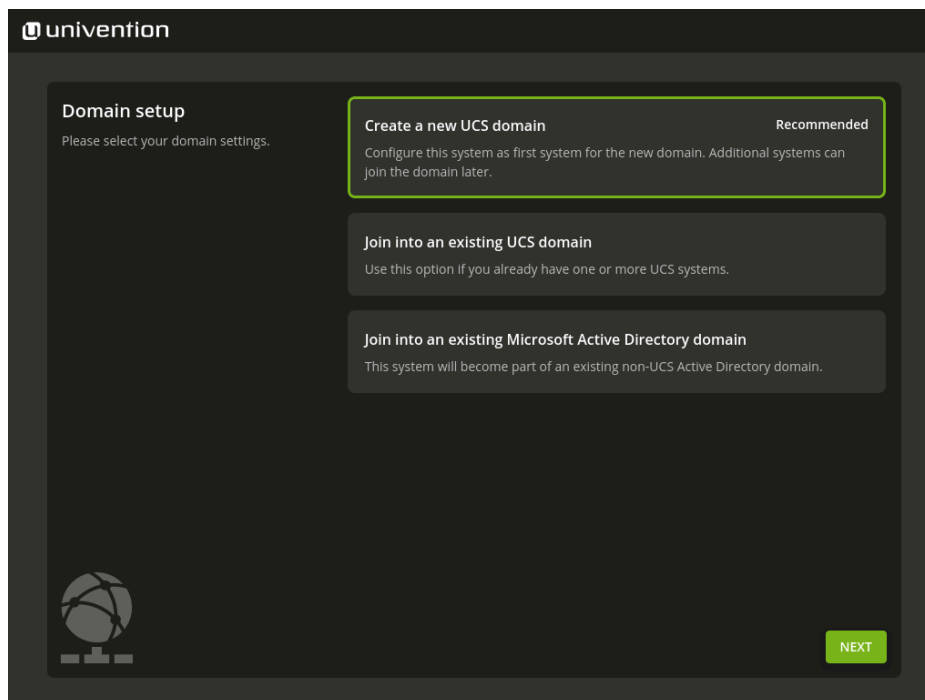 univention
Domain setup
Please select your domain settings.
Create a new UCS domain
Recommended
Configure this system as first system for the new domain. Additional systems can
join the domain later.
Join into an existing UCS domain
Use this option if you already have one or more UCS systems.
Join into an existing Microsoft Active Directory domain
This system will become part of an existing non-UCS Active Directory domain.
NEXT